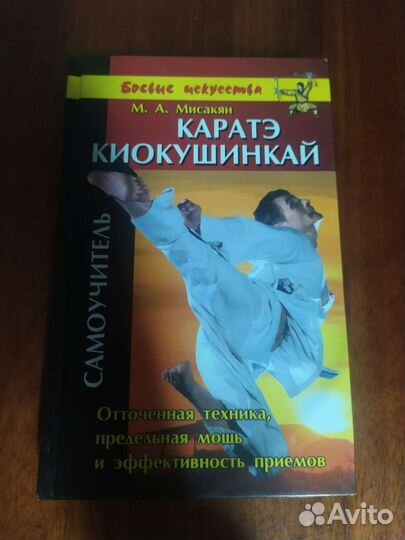 Боевые искусства
М. А. Мисакян
КАРАТЭ
КИОКУШИНКАЙ
САМОУЧИТЕЛЬ
Отточенная техника,
предельная мощь
и эффективность приемов
Avito